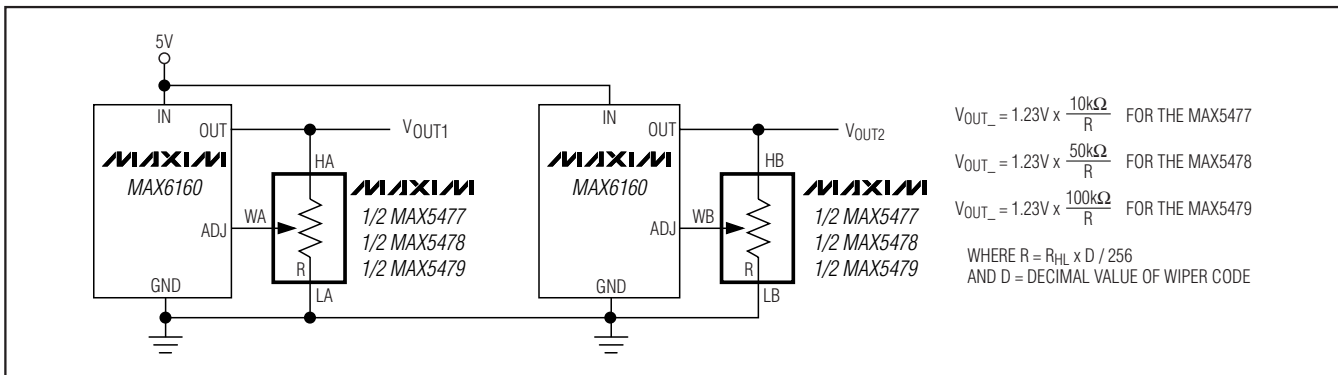 5V
IN
OUT
VOUT1
MAXIM
MAX6160
HA
MAXIM
1/2 MAX5477
1/2 MAX5478
1/2 MAX5479
WA
ADJ
R
LA
GND
IN
OUT
VOUT2
MAXIM
MAX6160
HB
MAXIM
1/2 MAX5477
1/2 MAX5478
1/2 MAX5479
WB
ADJ
R
LB
GND
VOUT_ = 1.23V x 10kΩ / R FOR THE MAX5477
VOUT_ = 1.23V x 50kΩ / R FOR THE MAX5478
VOUT_ = 1.23V x 100kΩ / R FOR THE MAX5479
WHERE R = RHL x D / 256
AND D = DECIMAL VALUE OF WIPER CODE